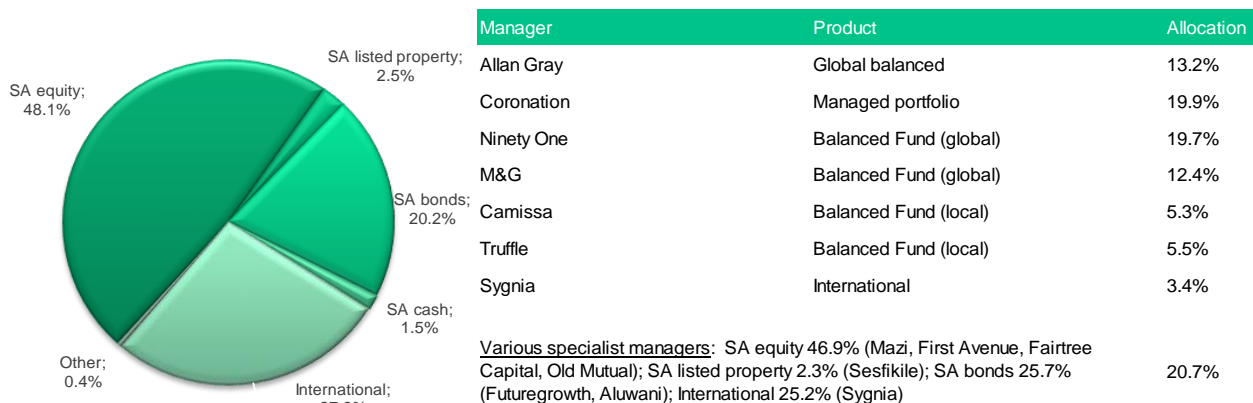 SA equity;
48.1%
SA listed property;
2.5%
SA bonds;
20.2%
SA cash;
1.5%
International;
Other;
0.4%
Manager Product Allocation
Allan Gray Global balanced 13.2%
Coronation Managed portfolio 19.9%
Ninety One Balanced Fund (global) 19.7%
M&G Balanced Fund (global) 12.4%
Camissa Balanced Fund (local) 5.3%
Truffle Balanced Fund (local) 5.5%
Sygnia International 3.4%
Various specialist managers: SA equity 46.9% (Mazi, First Avenue, Fairtree
Capital, Old Mutual); SA listed property 2.3% (Sesfikile); SA bonds 25.7% 20.7%
(Futuregrowth, Aluwani); International 25.2% (Sygnia)